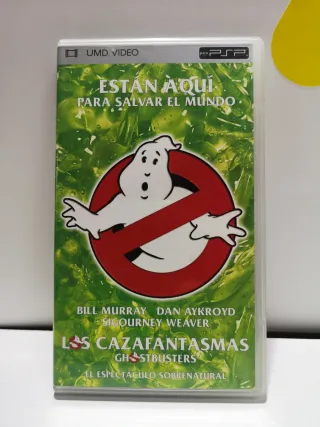 UMD VIDEO
PSP
ESTÁN AQUÍ
PARA SALVAR EL MUNDO
BILL MURRAY DAN AYKROYD
SIGOURNEY WEAVER
LOS CAZAFANTASMAS
GHOSTBUSTERS
EL ESPECTÁCULO SOBRENATURAL